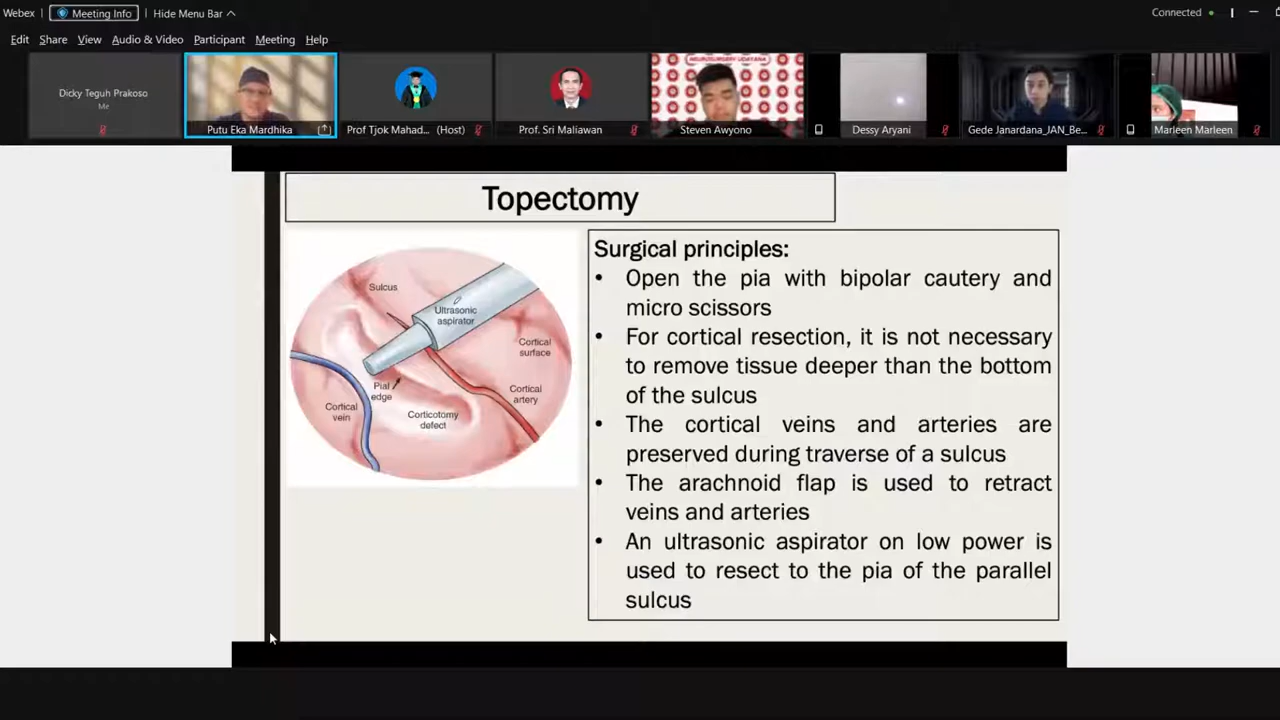 Webex
Meeting Info
Hide Menu Bar
Connected
Edit Share View Audio & Video Participant Meeting Help
Dicky Teguh Prakoso
Me
Putu Eka Mardhika
Prof Tjok Mahad... (Host)
Prof. Sri Maliawan
NEUROSURGERY UDAYANA
Steven Awyono
Dessy Aryani
Gede Janardana_JAN_Be...
Marleen Marleen
Topectomy
Sulcus
Ultrasonic
aspirator
Cortical
surface
Pial
edge
Cortical
artery
Cortical
vein
Corticotomy
defect
Surgical principles:
• Open the pia with bipolar cautery and
micro scissors
• For cortical resection, it is not necessary
to remove tissue deeper than the bottom
of the sulcus
• The cortical veins and arteries are
preserved during traverse of a sulcus
• The arachnoid flap is used to retract
veins and arteries
• An ultrasonic aspirator on low power is
used to resect to the pia of the parallel
sulcus